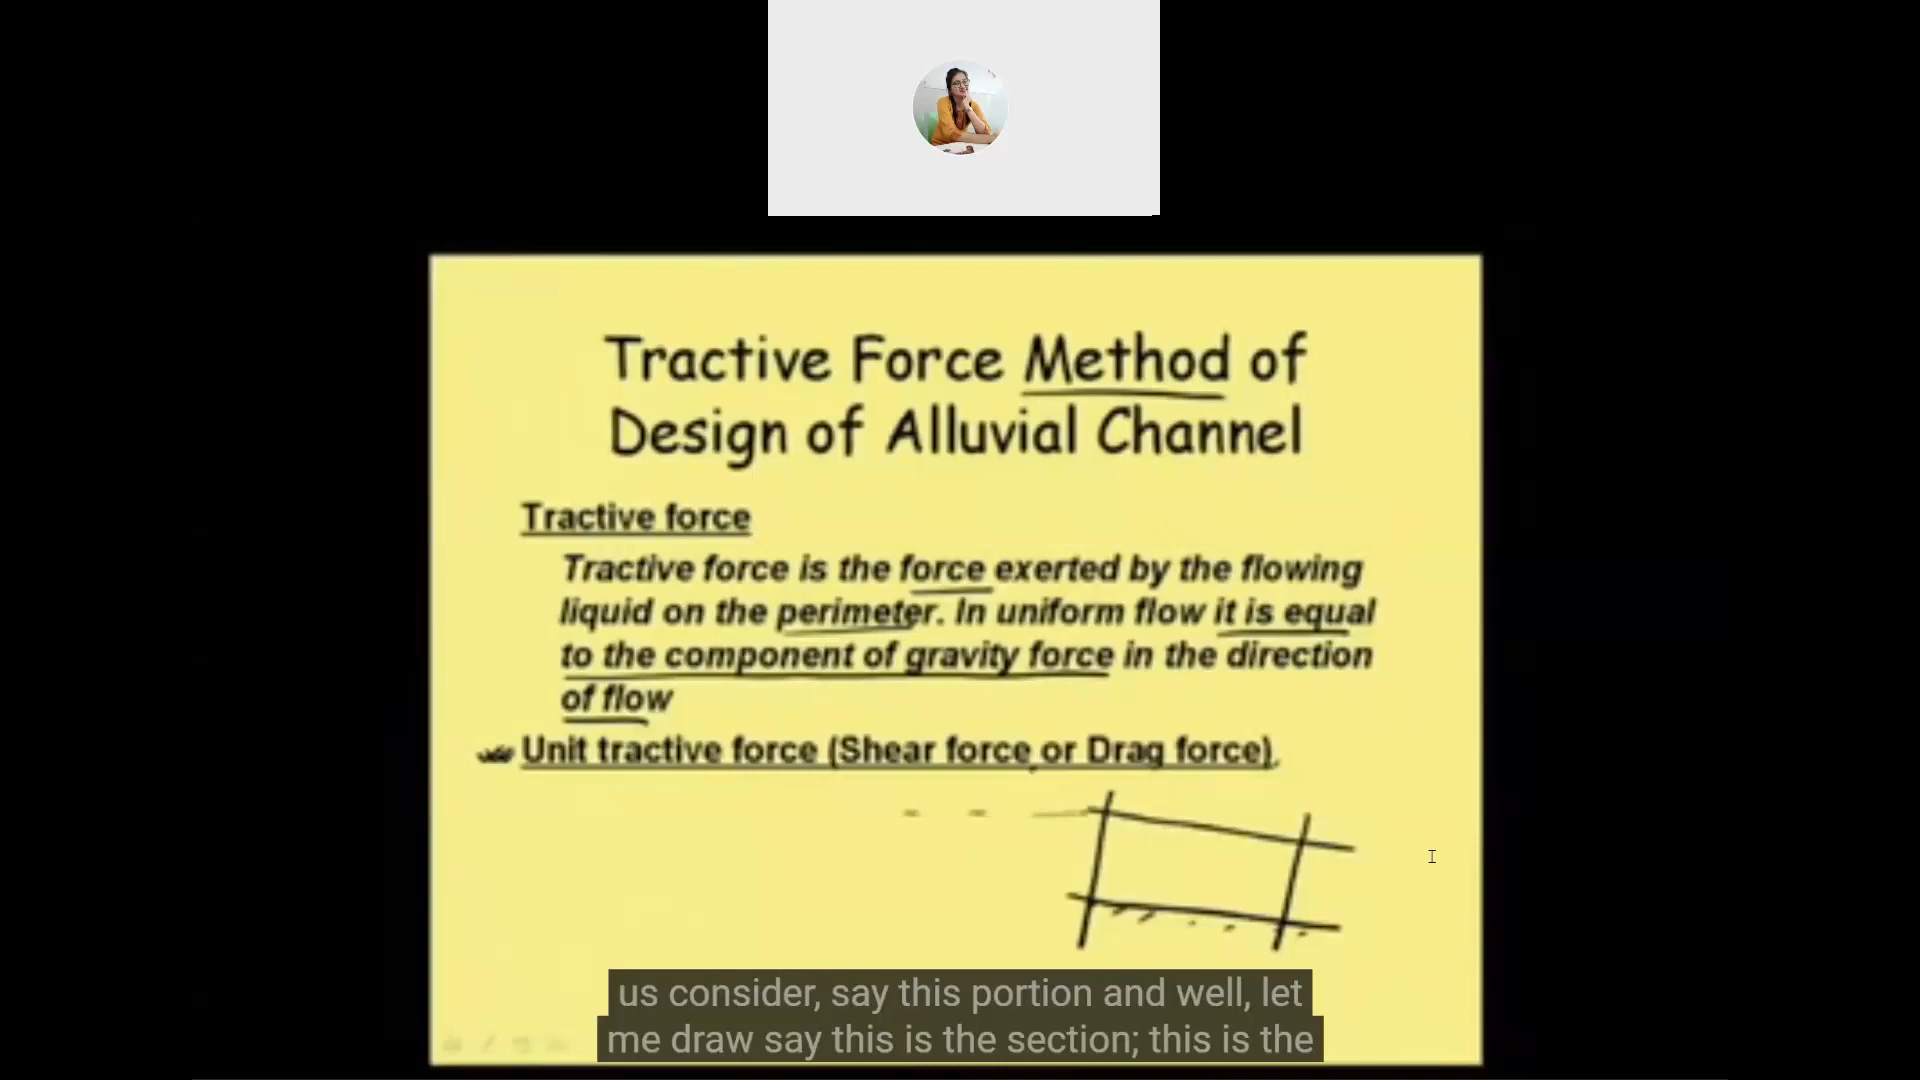 Tractive Force Method of
Design of Alluvial Channel
Tractive force
Tractive force is the force exerted by the flowing
liquid on the perimeter. In uniform flow it is equal
to the component of gravity force in the direction
of flow
Unit tractive force (Shear force or Drag force)
us consider, say this portion and well, let
me draw say this is the section; this is the